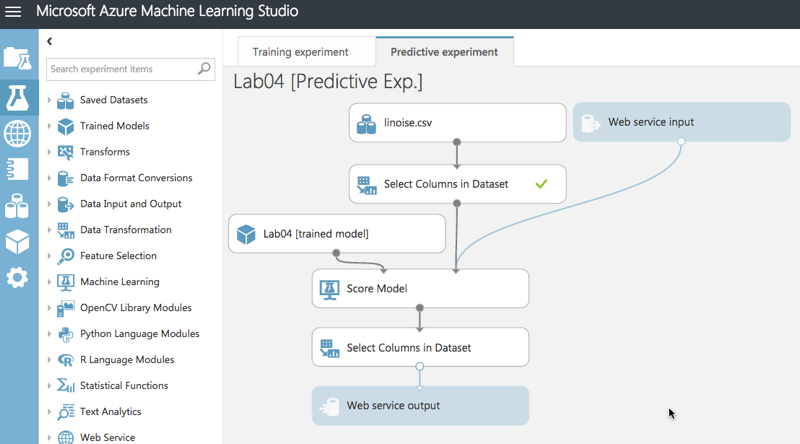 Microsoft Azure Machine Learning Studio
Search experiment items
Saved Datasets
Trained Models
Transforms
Data Format Conversions
Data Input and Output
Data Transformation
Feature Selection
Machine Learning
OpenCV Library Modules
Python Language Modules
R Language Modules
Statistical Functions
Text Analytics
Web Service
Training experiment
Predictive experiment
Lab04 [Predictive Exp.]
linoise.csv
Web service input
Select Columns in Dataset
Lab04 [trained model]
Score Model
Select Columns in Dataset
Web service output